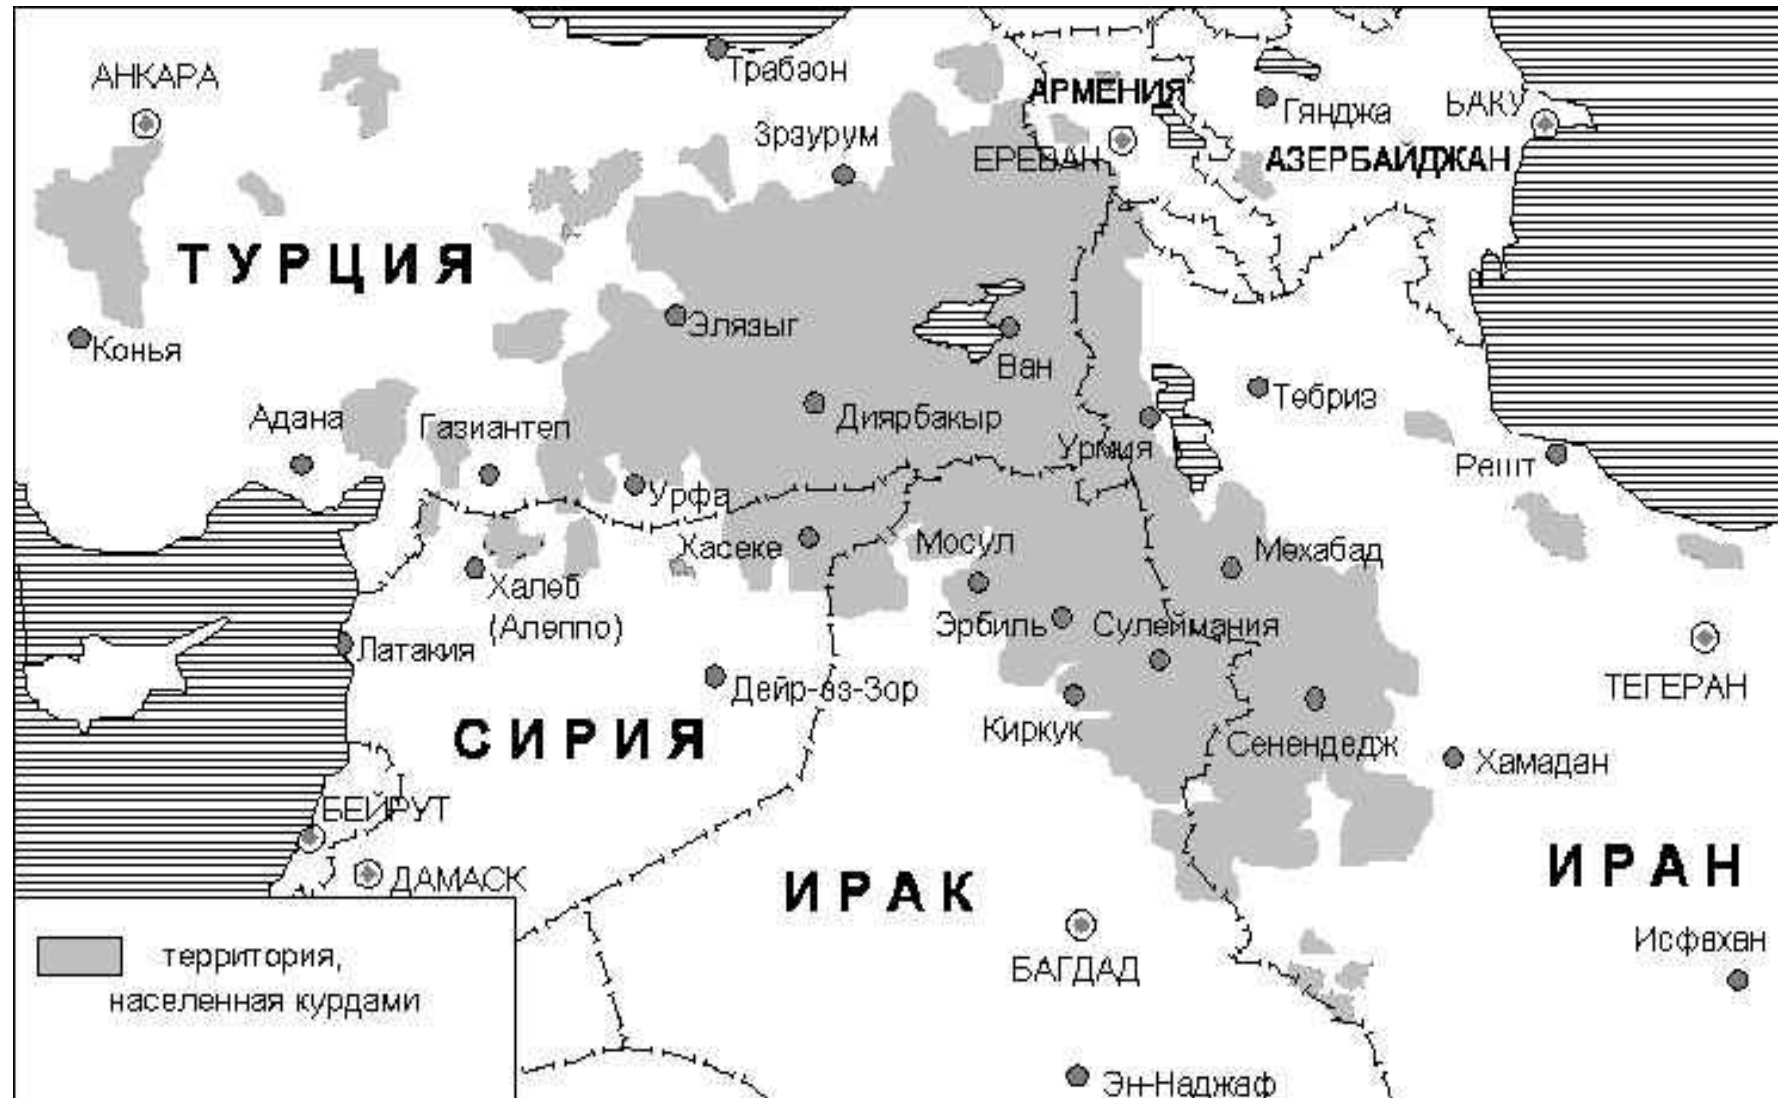 АНКАРА
Трабзон
АРМЕНИЯ
Гянджа
БАКУ
Эрзурум
ЕРЕВАН
АЗЕРБАЙДЖАН
ТУРЦИЯ
Элязыг
Конья
Ван
Тебриз
Адана
Газиантеп
Диярбакыр
Урмия
Решт
Урфа
Хасеке
Мосул
Мехабад
Халеб
(Алеппо)
Эрбиль
Сулеймания
Латакия
Дейр-эз-Зор
ТЕГЕРАН
СИРИЯ
Киркук
Сенендедж
Хамадан
БЕЙРУТ
ДАМАСК
ИРАК
ИРАН
Исфахан
БАГДАД
территория,
населенная курдами
Эн-Наджаф